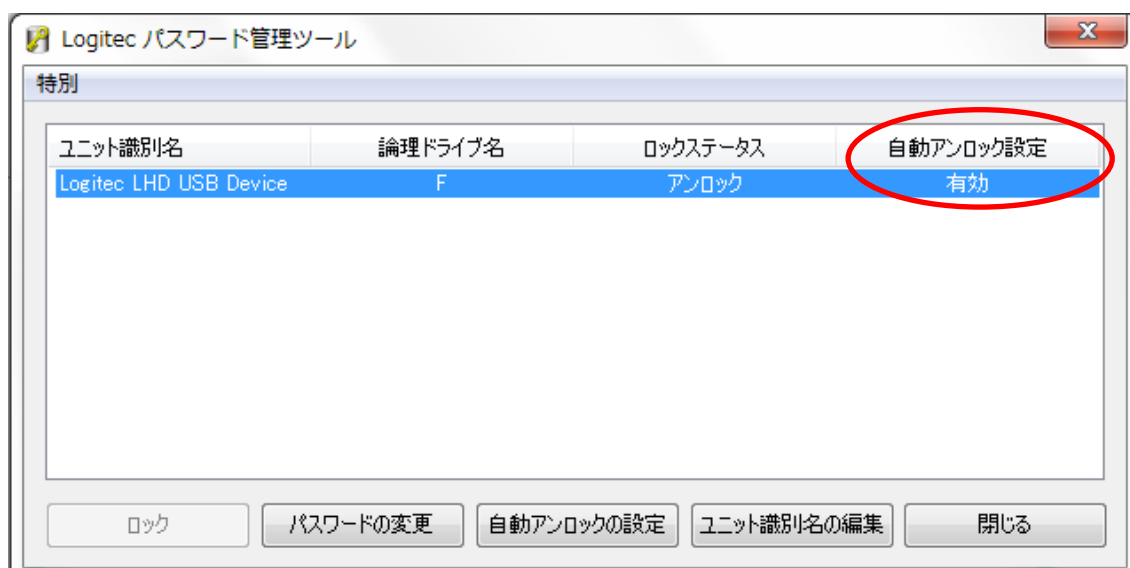 Logitec パスワード管理ツール
特別
ユニット識別名 論理ドライブ名 ロックステータス 自動アンロック設定
Logitec LHD USB Device F アンロック 有効
ロック パスワードの変更 自動アンロックの設定 ユニット識別名の編集 閉じる